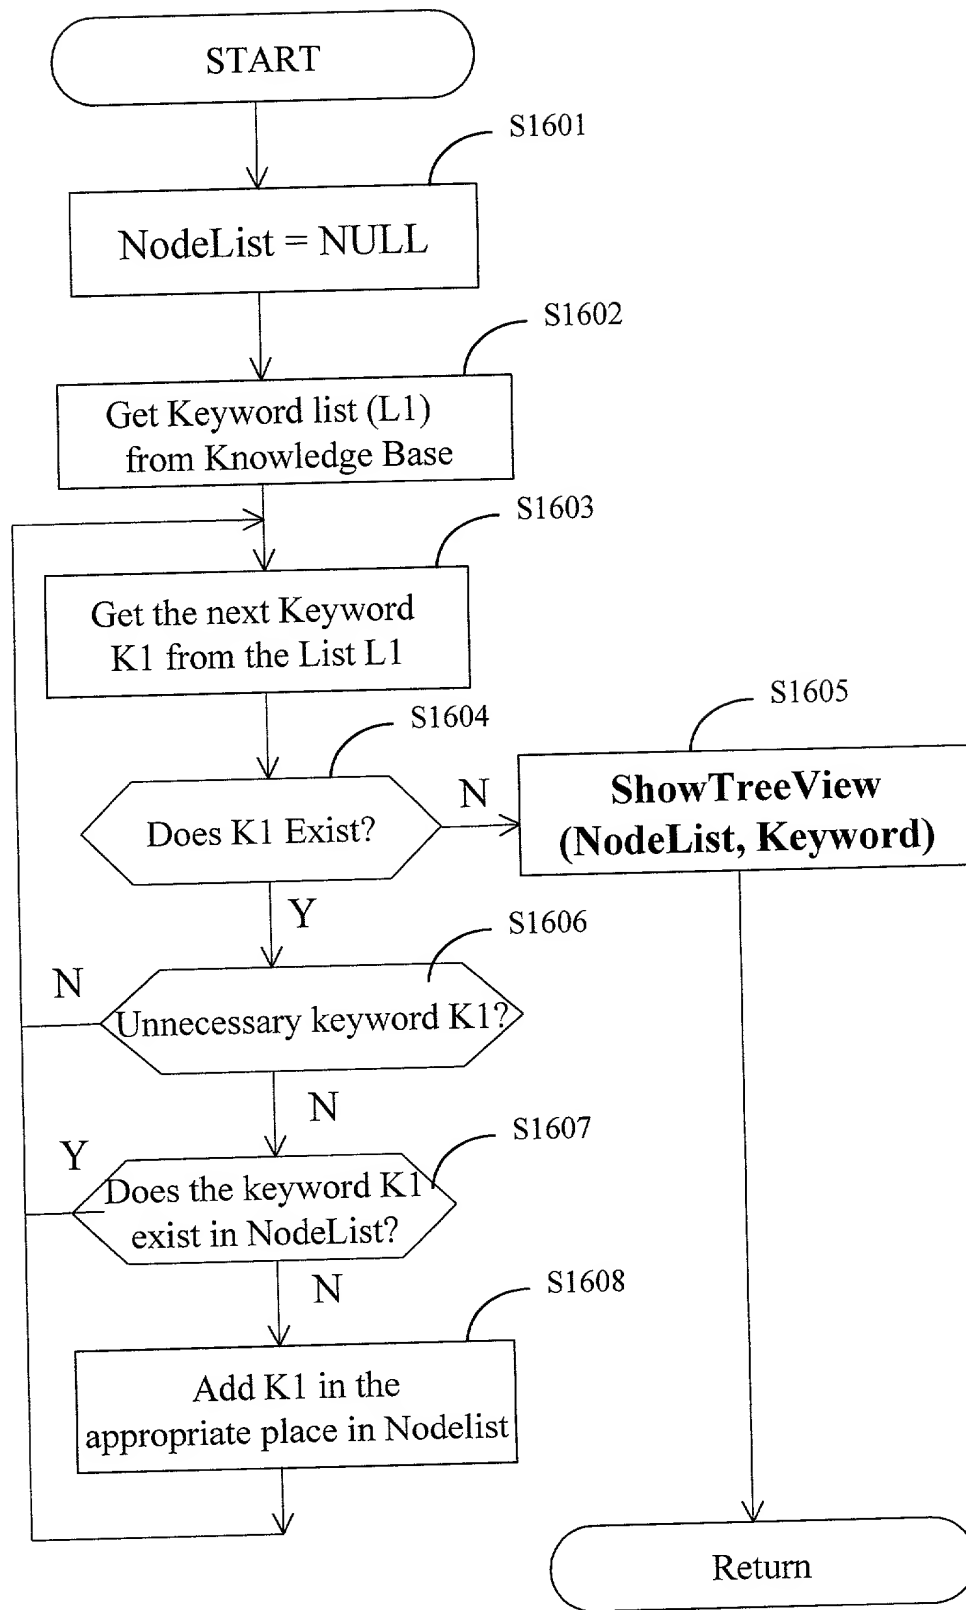 START
S1601
NodeList = NULL
S1602
Get Keyword list (L1)
from Knowledge Base
S1603
Get the next Keyword
K1 from the List L1
S1604
S1605
Does K1 Exist?
N
ShowTreeView
(NodeList, Keyword)
Y
S1606
N
Unnecessary keyword K1?
N
S1607
Y
Does the keyword K1
exist in NodeList?
N
S1608
Add K1 in the
appropriate place in Nodelist
Return